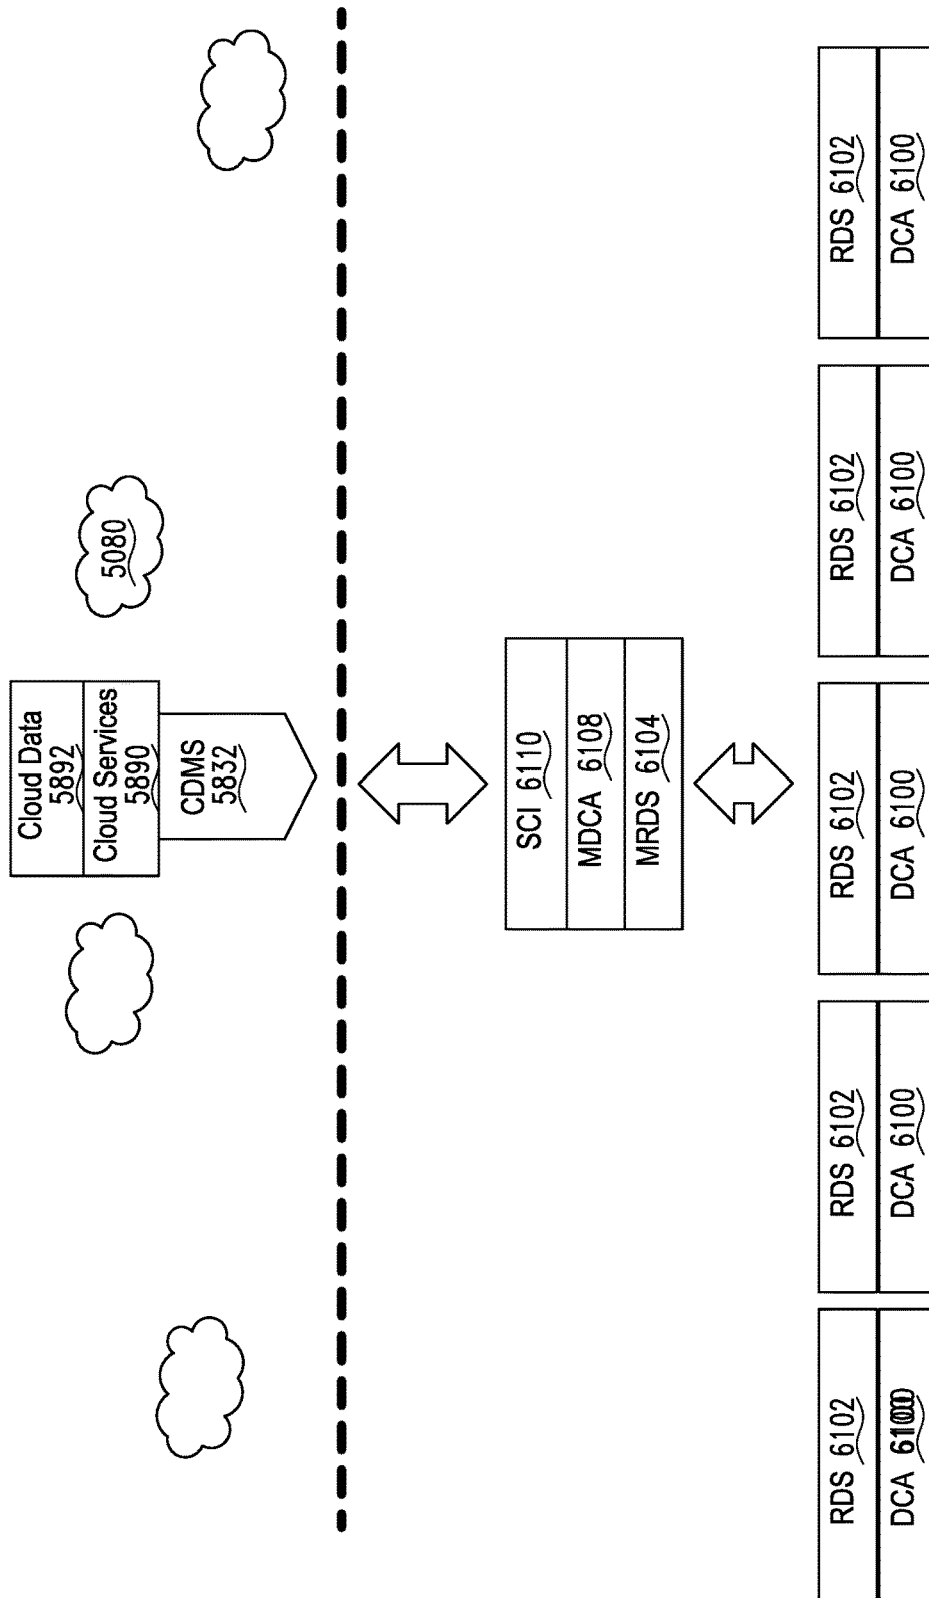 Cloud Data
5892
Cloud Services
5890
CDMS
5832
5080
SCI 6110
MDCA 6108
MRDS 6104
RDS 6102
DCA 6100
RDS 6102
DCA 6100
RDS 6102
DCA 6100
RDS 6102
DCA 6100
RDS 6102
DCA 6100